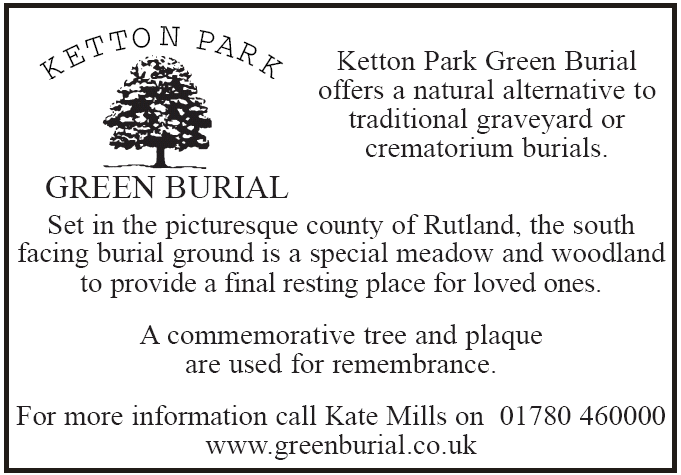 KETTON PARK
GREEN BURIAL
Ketton Park Green Burial
offers a natural alternative to
traditional graveyard or
crematorium burials.
Set in the picturesque county of Rutland, the south
facing burial ground is a special meadow and woodland
to provide a final resting place for loved ones.
A commemorative tree and plaque
are used for remembrance.
For more information call Kate Mills on 01780 460000
www.greenburial.co.uk